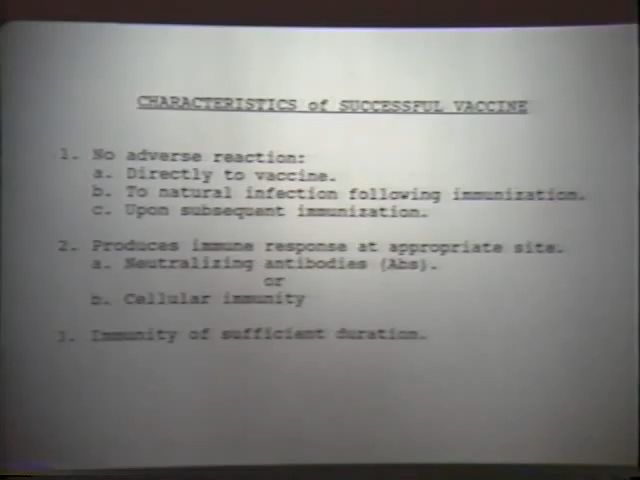 CHARACTERISTICS of SUCCESSFUL VACCINE
1. No adverse reaction:
a. Directly to vaccine.
b. To natural infection following immunization.
c. Upon subsequent immunization.
2. Produces immune response at appropriate site.
a. Neutralizing antibodies (Abs).
or
b. Cellular immunity
3. Immunity of sufficient duration.